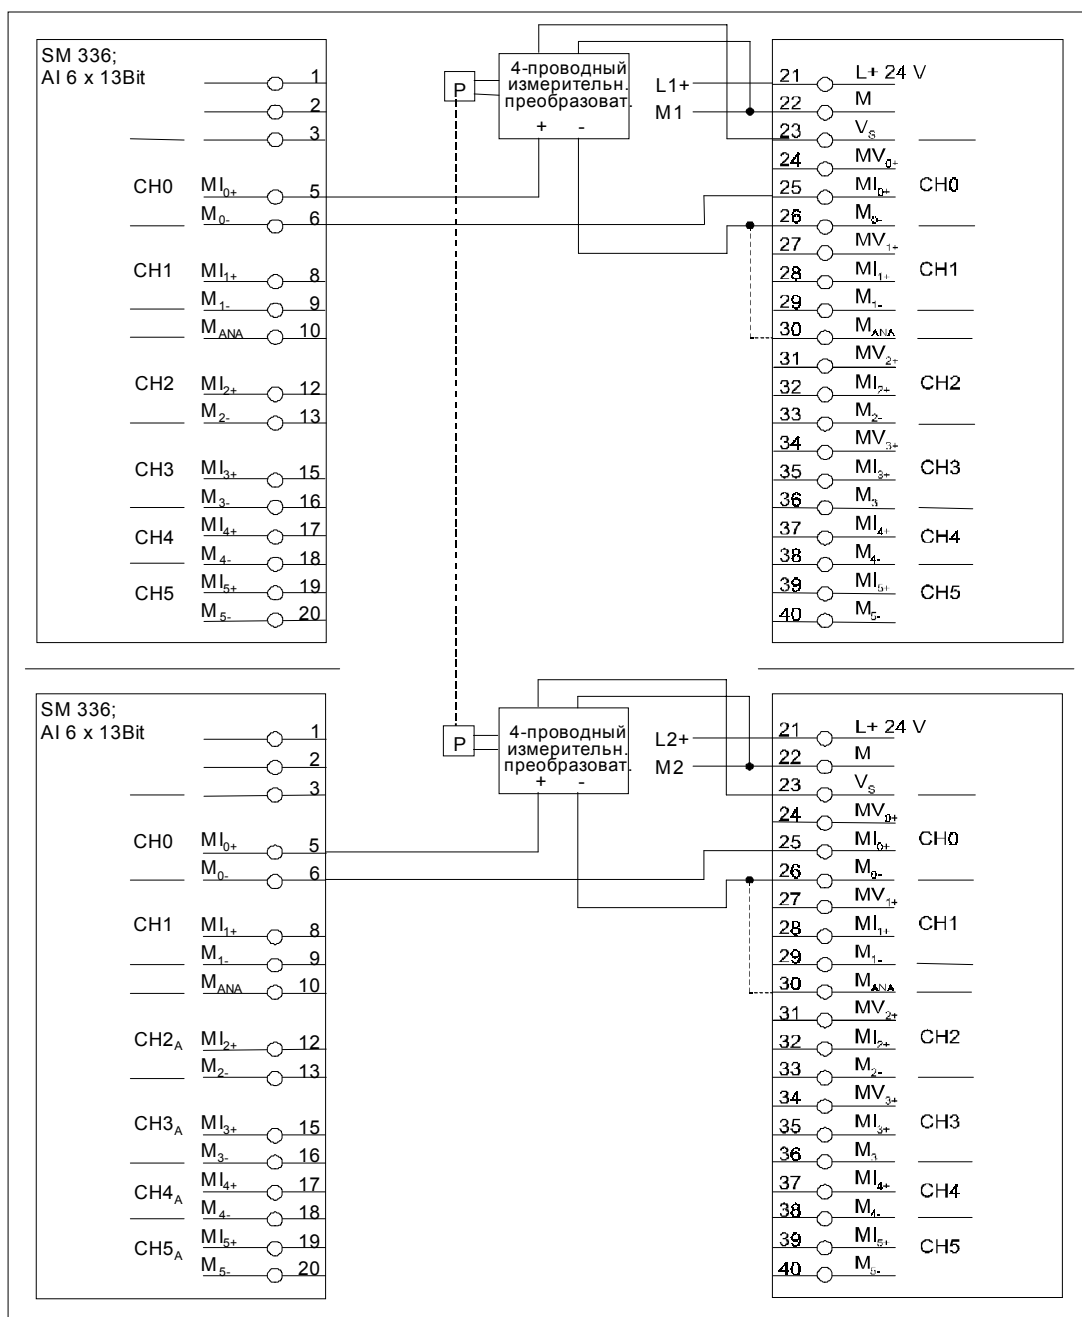 SM 336;
AI 6 x 13Bit
1
2
3
CH0 MI0+ 5
M0- 6
CH1 MI1+ 8
M1- 9
MANA 10
CH2 MI2+ 12
M2- 13
CH3 MI3+ 15
M3- 16
CH4 MI4+ 17
M4- 18
CH5 MI5+ 19
M5- 20
P
4-проводный
измерительн.
преобразоват.
+ -
L1+
M1
21 L+ 24 V
22 M
23 VS
24 MV0+
25 MI0+ CH0
26 M0-
27 MV1+
28 MI1+ CH1
29 M1-
30 MANA
31 MV2+
32 MI2+ CH2
33 M2-
34 MV3+
35 MI3+ CH3
36 M3
37 MI4+ CH4
38 M4-
39 MI5+ CH5
40 M5-
SM 336;
AI 6 x 13Bit
1
2
3
CH0 MI0+ 5
M0- 6
CH1 MI1+ 8
M1- 9
MANA 10
CH2A MI2+ 12
M2- 13
CH3A MI3+ 15
M3- 16
CH4A MI4+ 17
M4- 18
CH5A MI5+ 19
M5- 20
P
4-проводный
измерительн.
преобразоват.
+ -
L2+
M2
21 L+ 24 V
22 M
23 VS
24 MV0+
25 MI0+ CH0
26 M0-
27 MV1+
28 MI1+ CH1
29 M1-
30 MANA
31 MV2+
32 MI2+ CH2
33 M2-
34 MV3+
35 MI3+ CH3
36 M3
37 MI4+ CH4
38 M4-
39 MI5+ CH5
40 M5-